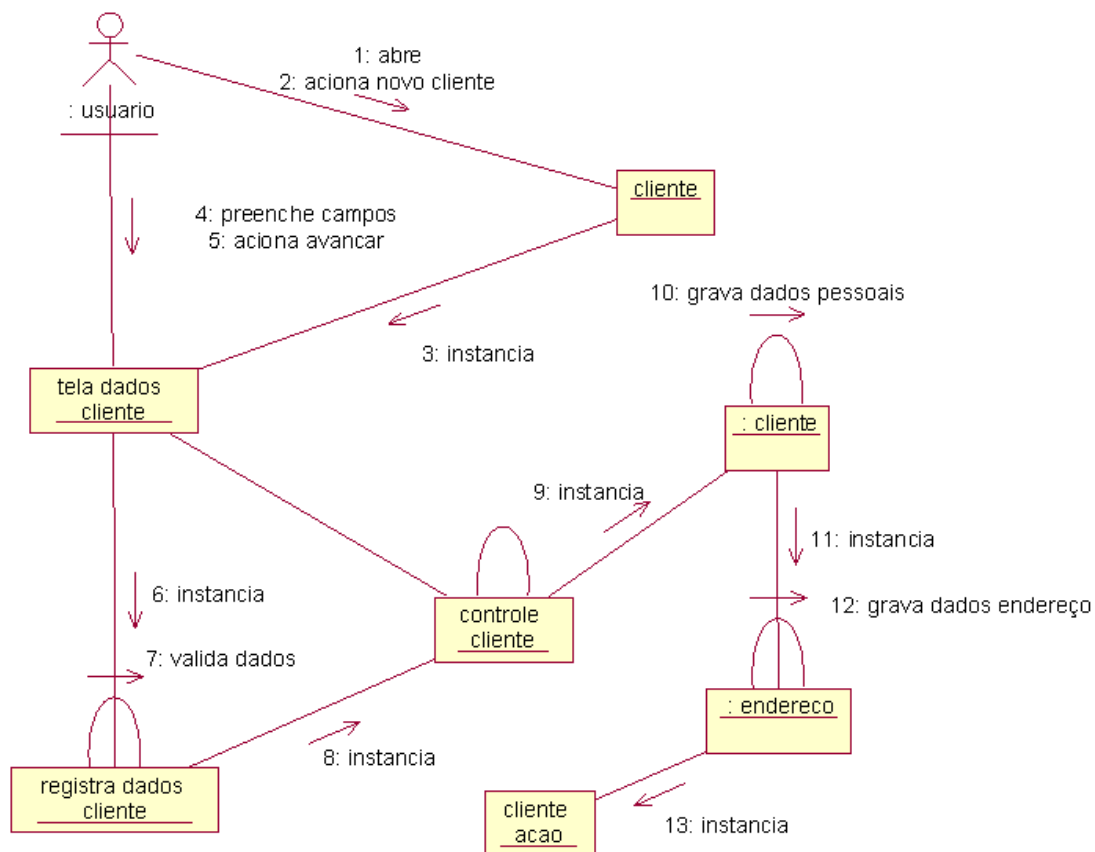 1: abre
2: aciona novo cliente
: usuario
cliente
4: preenche campos
5: aciona avancar
10: grava dados pessoais
3: instancia
tela dados
cliente
: cliente
9: instancia
11: instancia
6: instancia
12: grava dados endereço
controle
cliente
7: valida dados
: endereco
8: instancia
registra dados
cliente
cliente
acao
13: instancia